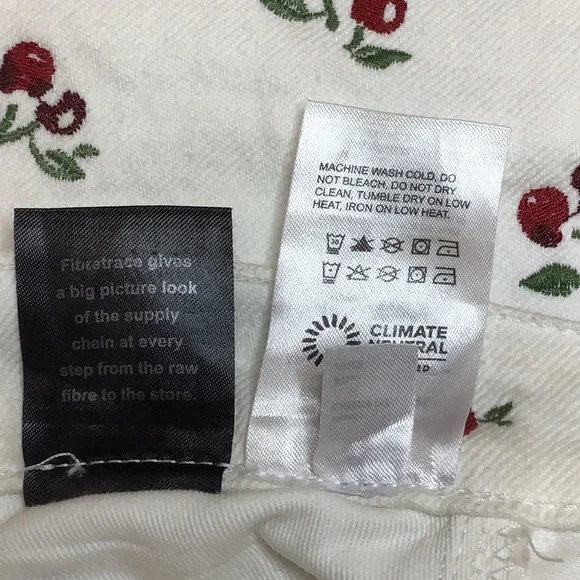 Fibretrace gives
a big picture look
of the supply
chain at every
step from the raw
fibre to the store.
MACHINE WASH COLD, DO
NOT BLEACH, DO NOT DRY
CLEAN, TUMBLE DRY ON LOW
HEAT, IRON ON LOW HEAT.
30
CLIMATE
NEUTRAL